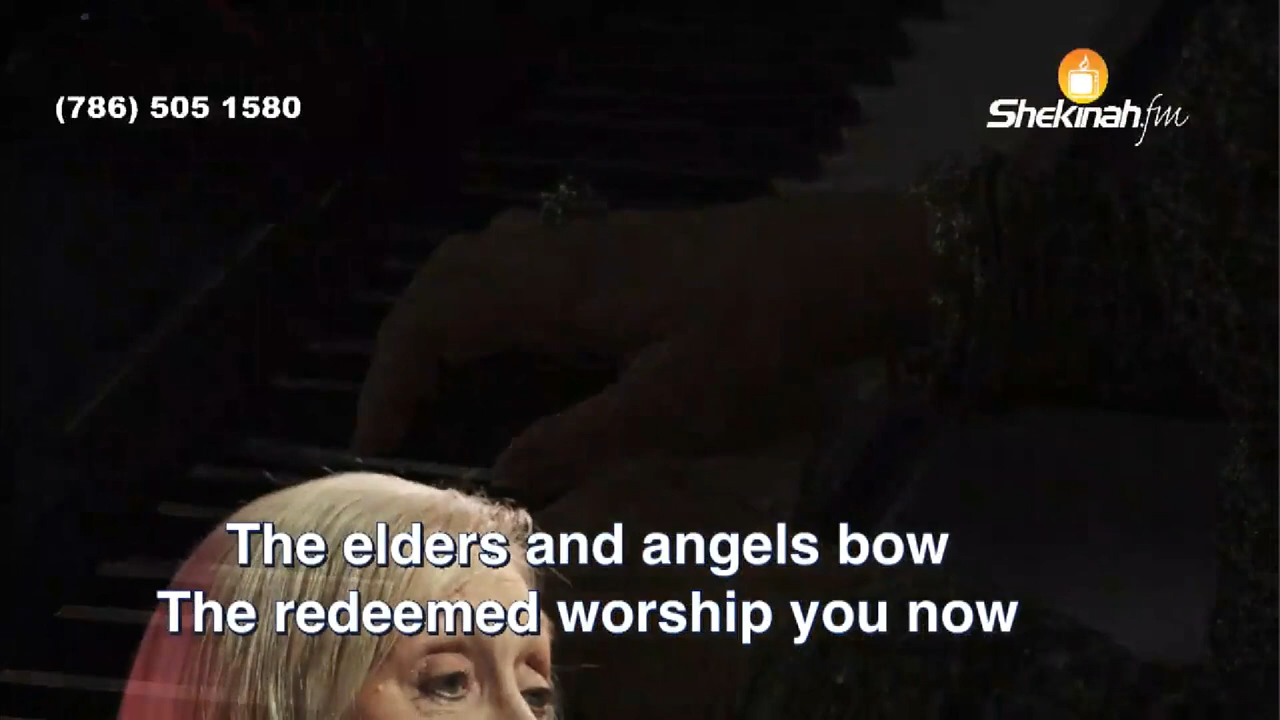 (786) 505 1580
Shekinah.fm
The elders and angels bow
The redeemed worship you now